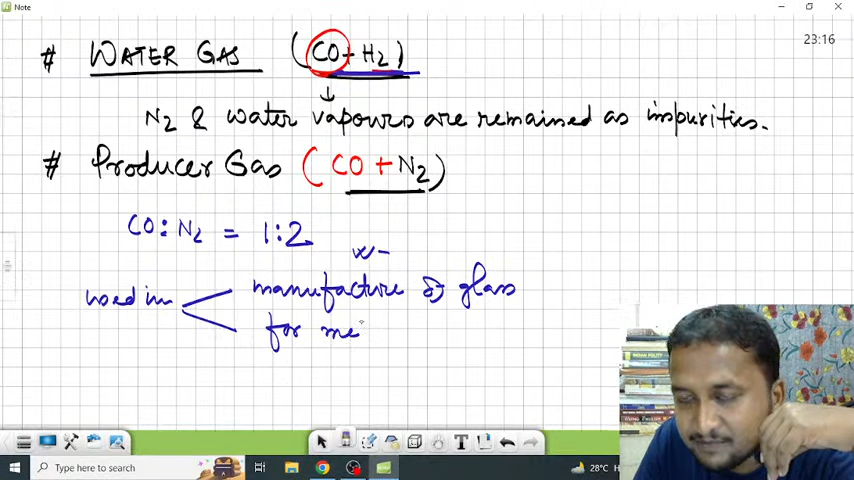 Note
23:16
# WATER GAS (CO+H2)
N2 & water vapours are remained as impurities.
# Producer Gas (CO + N2)
CO:N2 = 1:2.
used in manufacture of glass
for me
Type here to search
28°C H